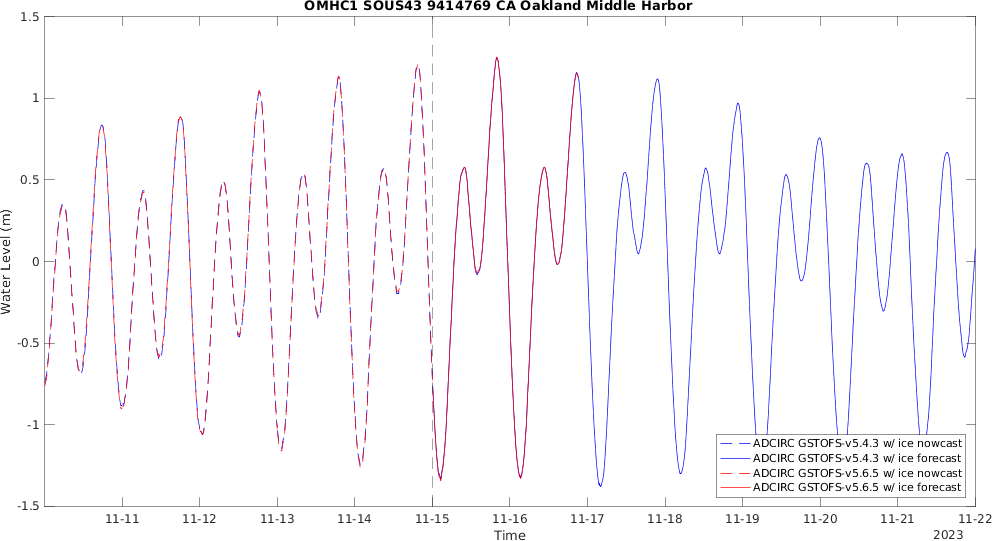 OMHC1 SOUS43 9414769 CA Oakland Middle Harbor
1.5
1
0.5
0
-0.5
-1
-1.5
Water Level (m)
ADCIRC GSTOFS-v5.4.3 w/ ice nowcast
ADCIRC GSTOFS-v5.4.3 w/ ice forecast
ADCIRC GSTOFS-v5.6.5 w/ ice nowcast
ADCIRC GSTOFS-v5.6.5 w/ ice forecast
11-11 11-12 11-13 11-14 11-15 11-16 11-17 11-18 11-19 11-20 11-21 11-22
Time
2023